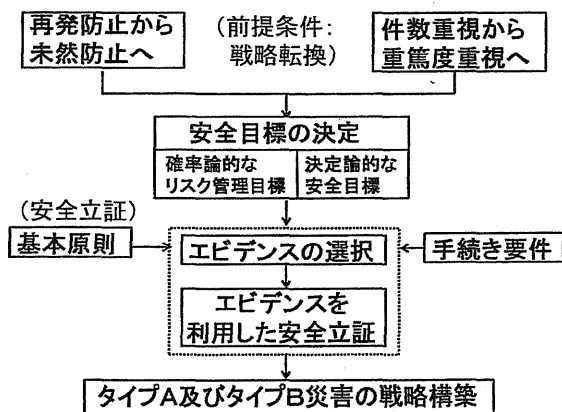 再発防止から
未然防止へ
（前提条件：
戦略転換）
件数重視から
重篤度重視へ
安全目標の決定
確率論的な
リスク管理目標
決定論的な
安全目標
（安全立証）
基本原則
エビデンスの選択
手続き要件
エビデンスを
利用した安全立証
タイプA及びタイプB災害の戦略構築